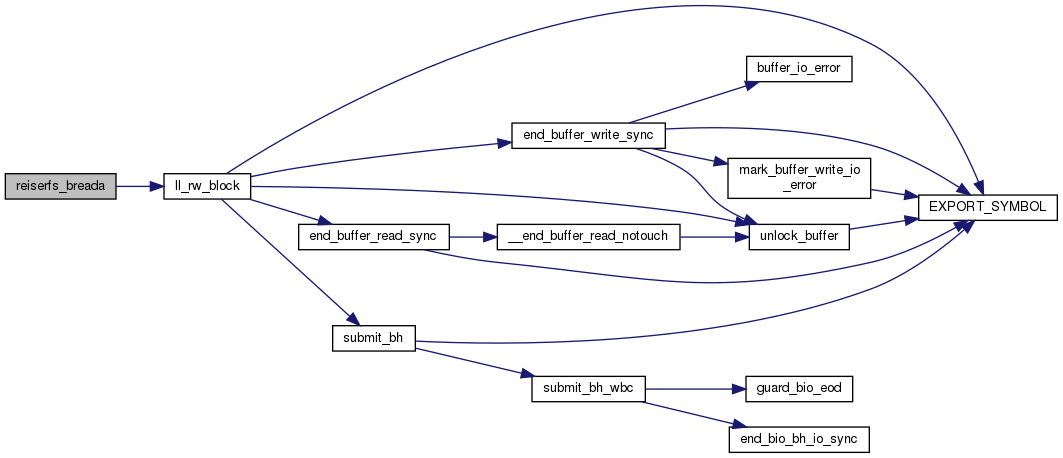 reiserfs_breada
ll_rw_block
end_buffer_write_sync
buffer_io_error
mark_buffer_write_io
_error
EXPORT_SYMBOL
end_buffer_read_sync
__end_buffer_read_notouch
unlock_buffer
submit_bh
submit_bh_wbc
guard_bio_eod
end_bio_bh_io_sync